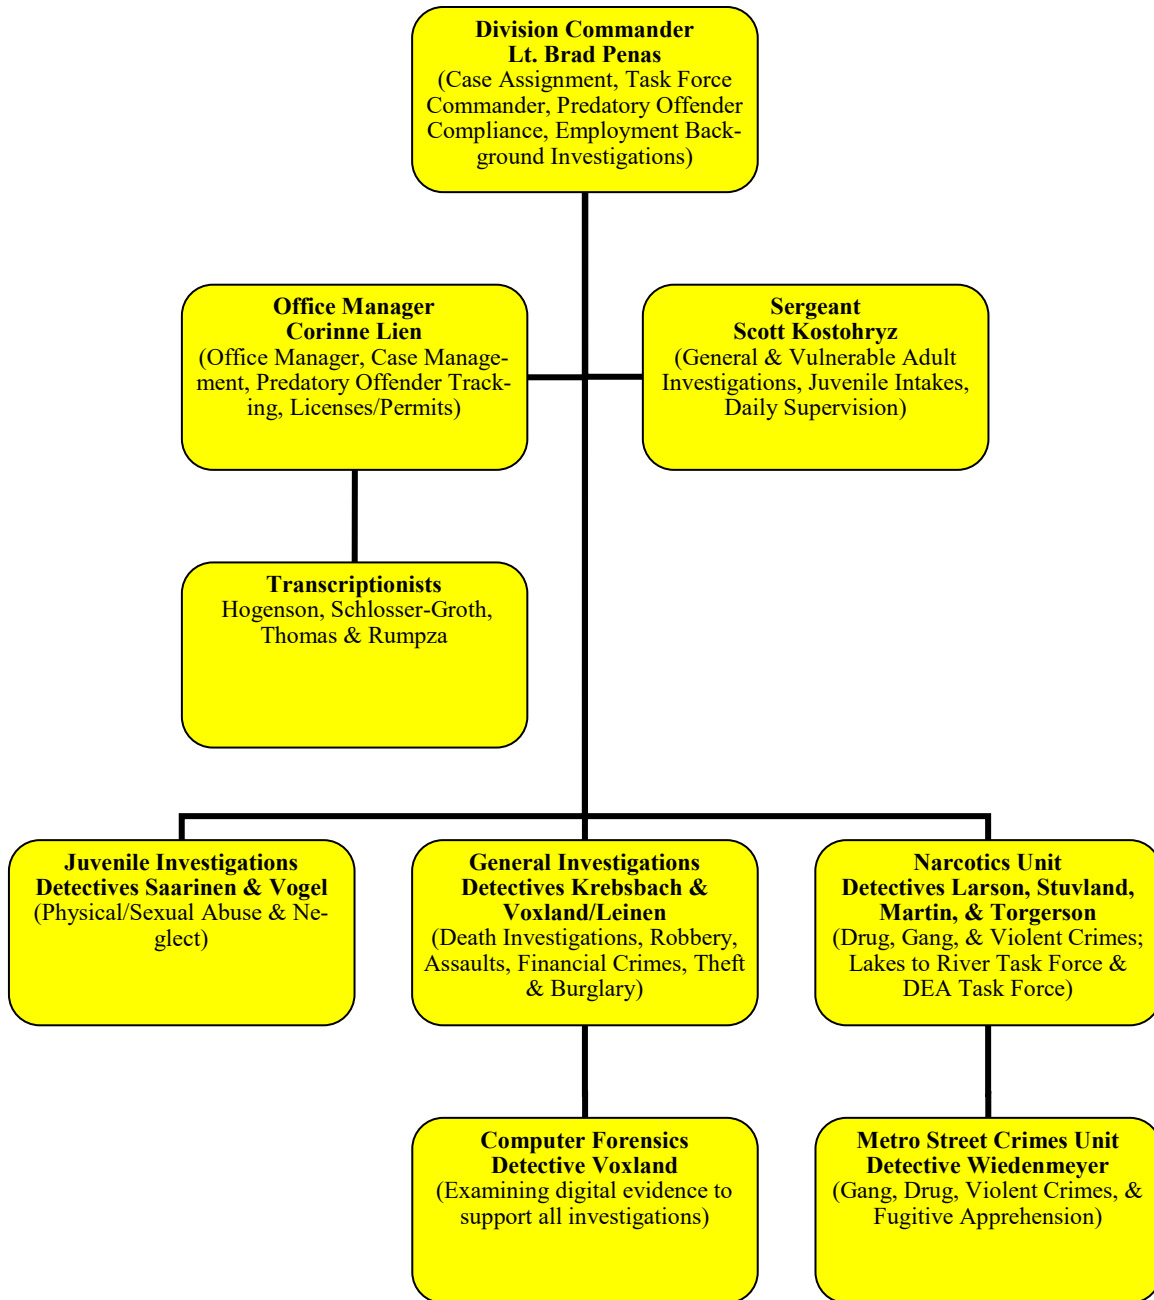 Division Commander
Lt. Brad Penas
(Case Assignment, Task Force
Commander, Predatory Offender
Compliance, Employment Back-
ground Investigations)
Office Manager
Corinne Lien
(Office Manager, Case Manage-
ment, Predatory Offender Track-
ing, Licenses/Permits)
Sergeant
Scott Kostohryz
(General & Vulnerable Adult
Investigations, Juvenile Intakes,
Daily Supervision)
Transcriptionists
Hogenson, Schlosser-Groth,
Thomas & Rumpza
Juvenile Investigations
Detectives Saarinen & Vogel
(Physical/Sexual Abuse & Ne-
glect)
General Investigations
Detectives Krebsbach &
Voxland/Leinen
(Death Investigations, Robbery,
Assaults, Financial Crimes, Theft
& Burglary)
Narcotics Unit
Detectives Larson, Stuvland,
Martin, & Torgerson
(Drug, Gang, & Violent Crimes;
Lakes to River Task Force &
DEA Task Force)
Computer Forensics
Detective Voxland
(Examining digital evidence to
support all investigations)
Metro Street Crimes Unit
Detective Wiedenmeyer
(Gang, Drug, Violent Crimes, &
Fugitive Apprehension)